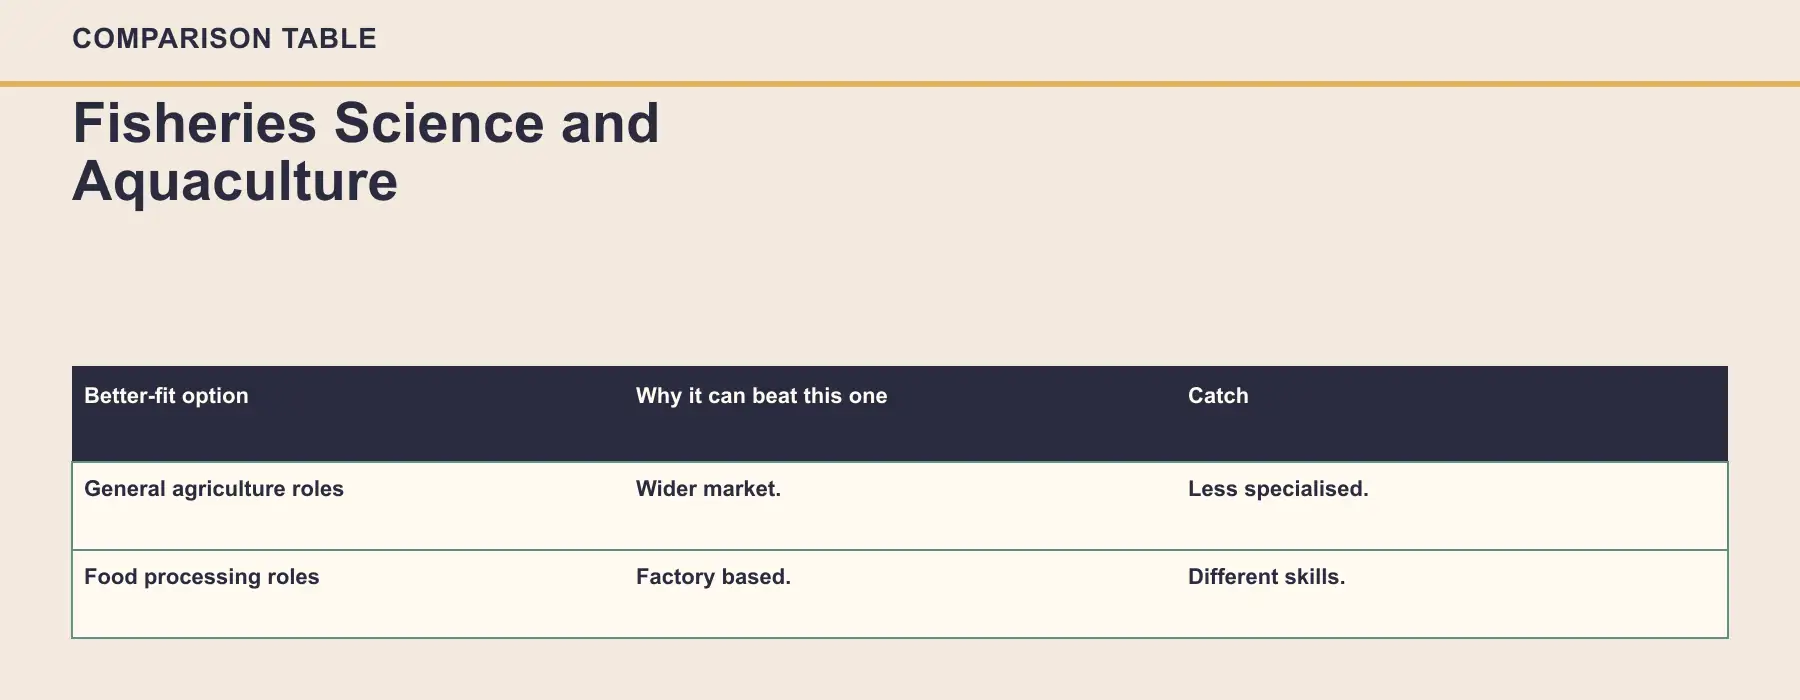 COMPARISON TABLE
Fisheries Science and
Aquaculture
Better-fit option Why it can beat this one Catch
General agriculture roles Wider market. Less specialised.
Food processing roles Factory based. Different skills.